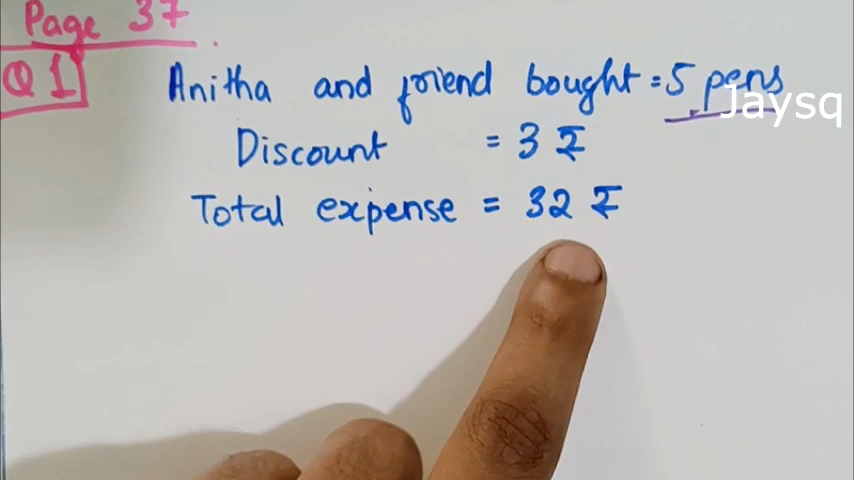 Page 37
Q1
Anitha and friend bought = 5 pens
Jaysq
Discount = 3 ₹
Total expense = 32 ₹